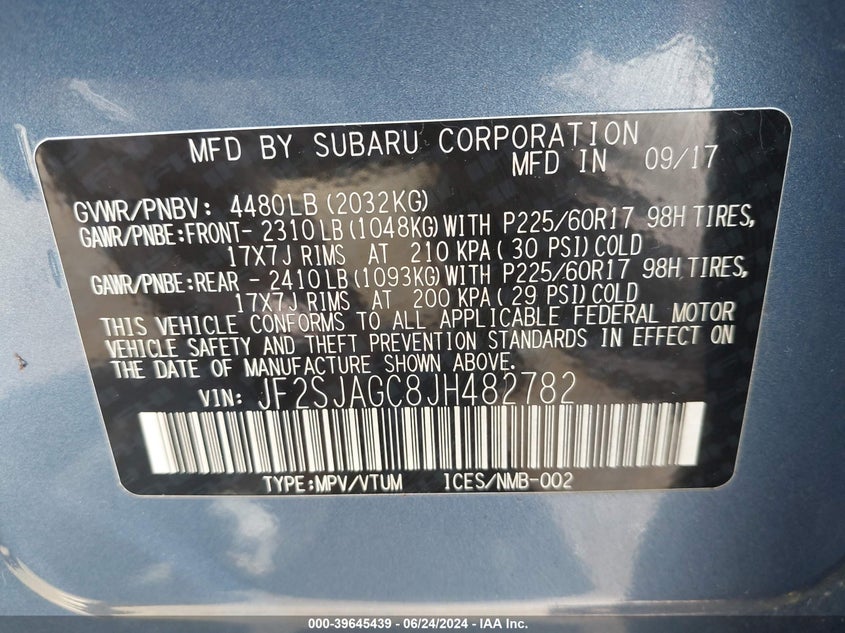 MFD BY SUBARU CORPORATION
MFD IN 09/17
GVWR/PNBV: 4480LB (2032KG)
GAWR/PNBE:FRONT- 2310LB (1048KG) WITH P225/60R17 98H TIRES,
17X7J RIMS AT 210 KPA( 30 PSI) COLD
GAWR/PNBE:REAR - 2410LB (1093KG) WITH P225/60R17 98H TIRES,
17X7J RIMS AT 200 KPA( 29 PSI) COLD
THIS VEHICLE CONFORMS TO ALL APPLICABLE FEDERAL MOTOR
VEHICLE SAFETY AND THEFT PREVENTION STANDARDS IN EFFECT ON
THE DATE OF MANUFACTURE SHOWN ABOVE.
VIN: JF2SJAGC8JH482782
TYPE:MPV/VTUM ICES/NMB-002
000-39645439 - 06/24/2024 - IAA Inc.